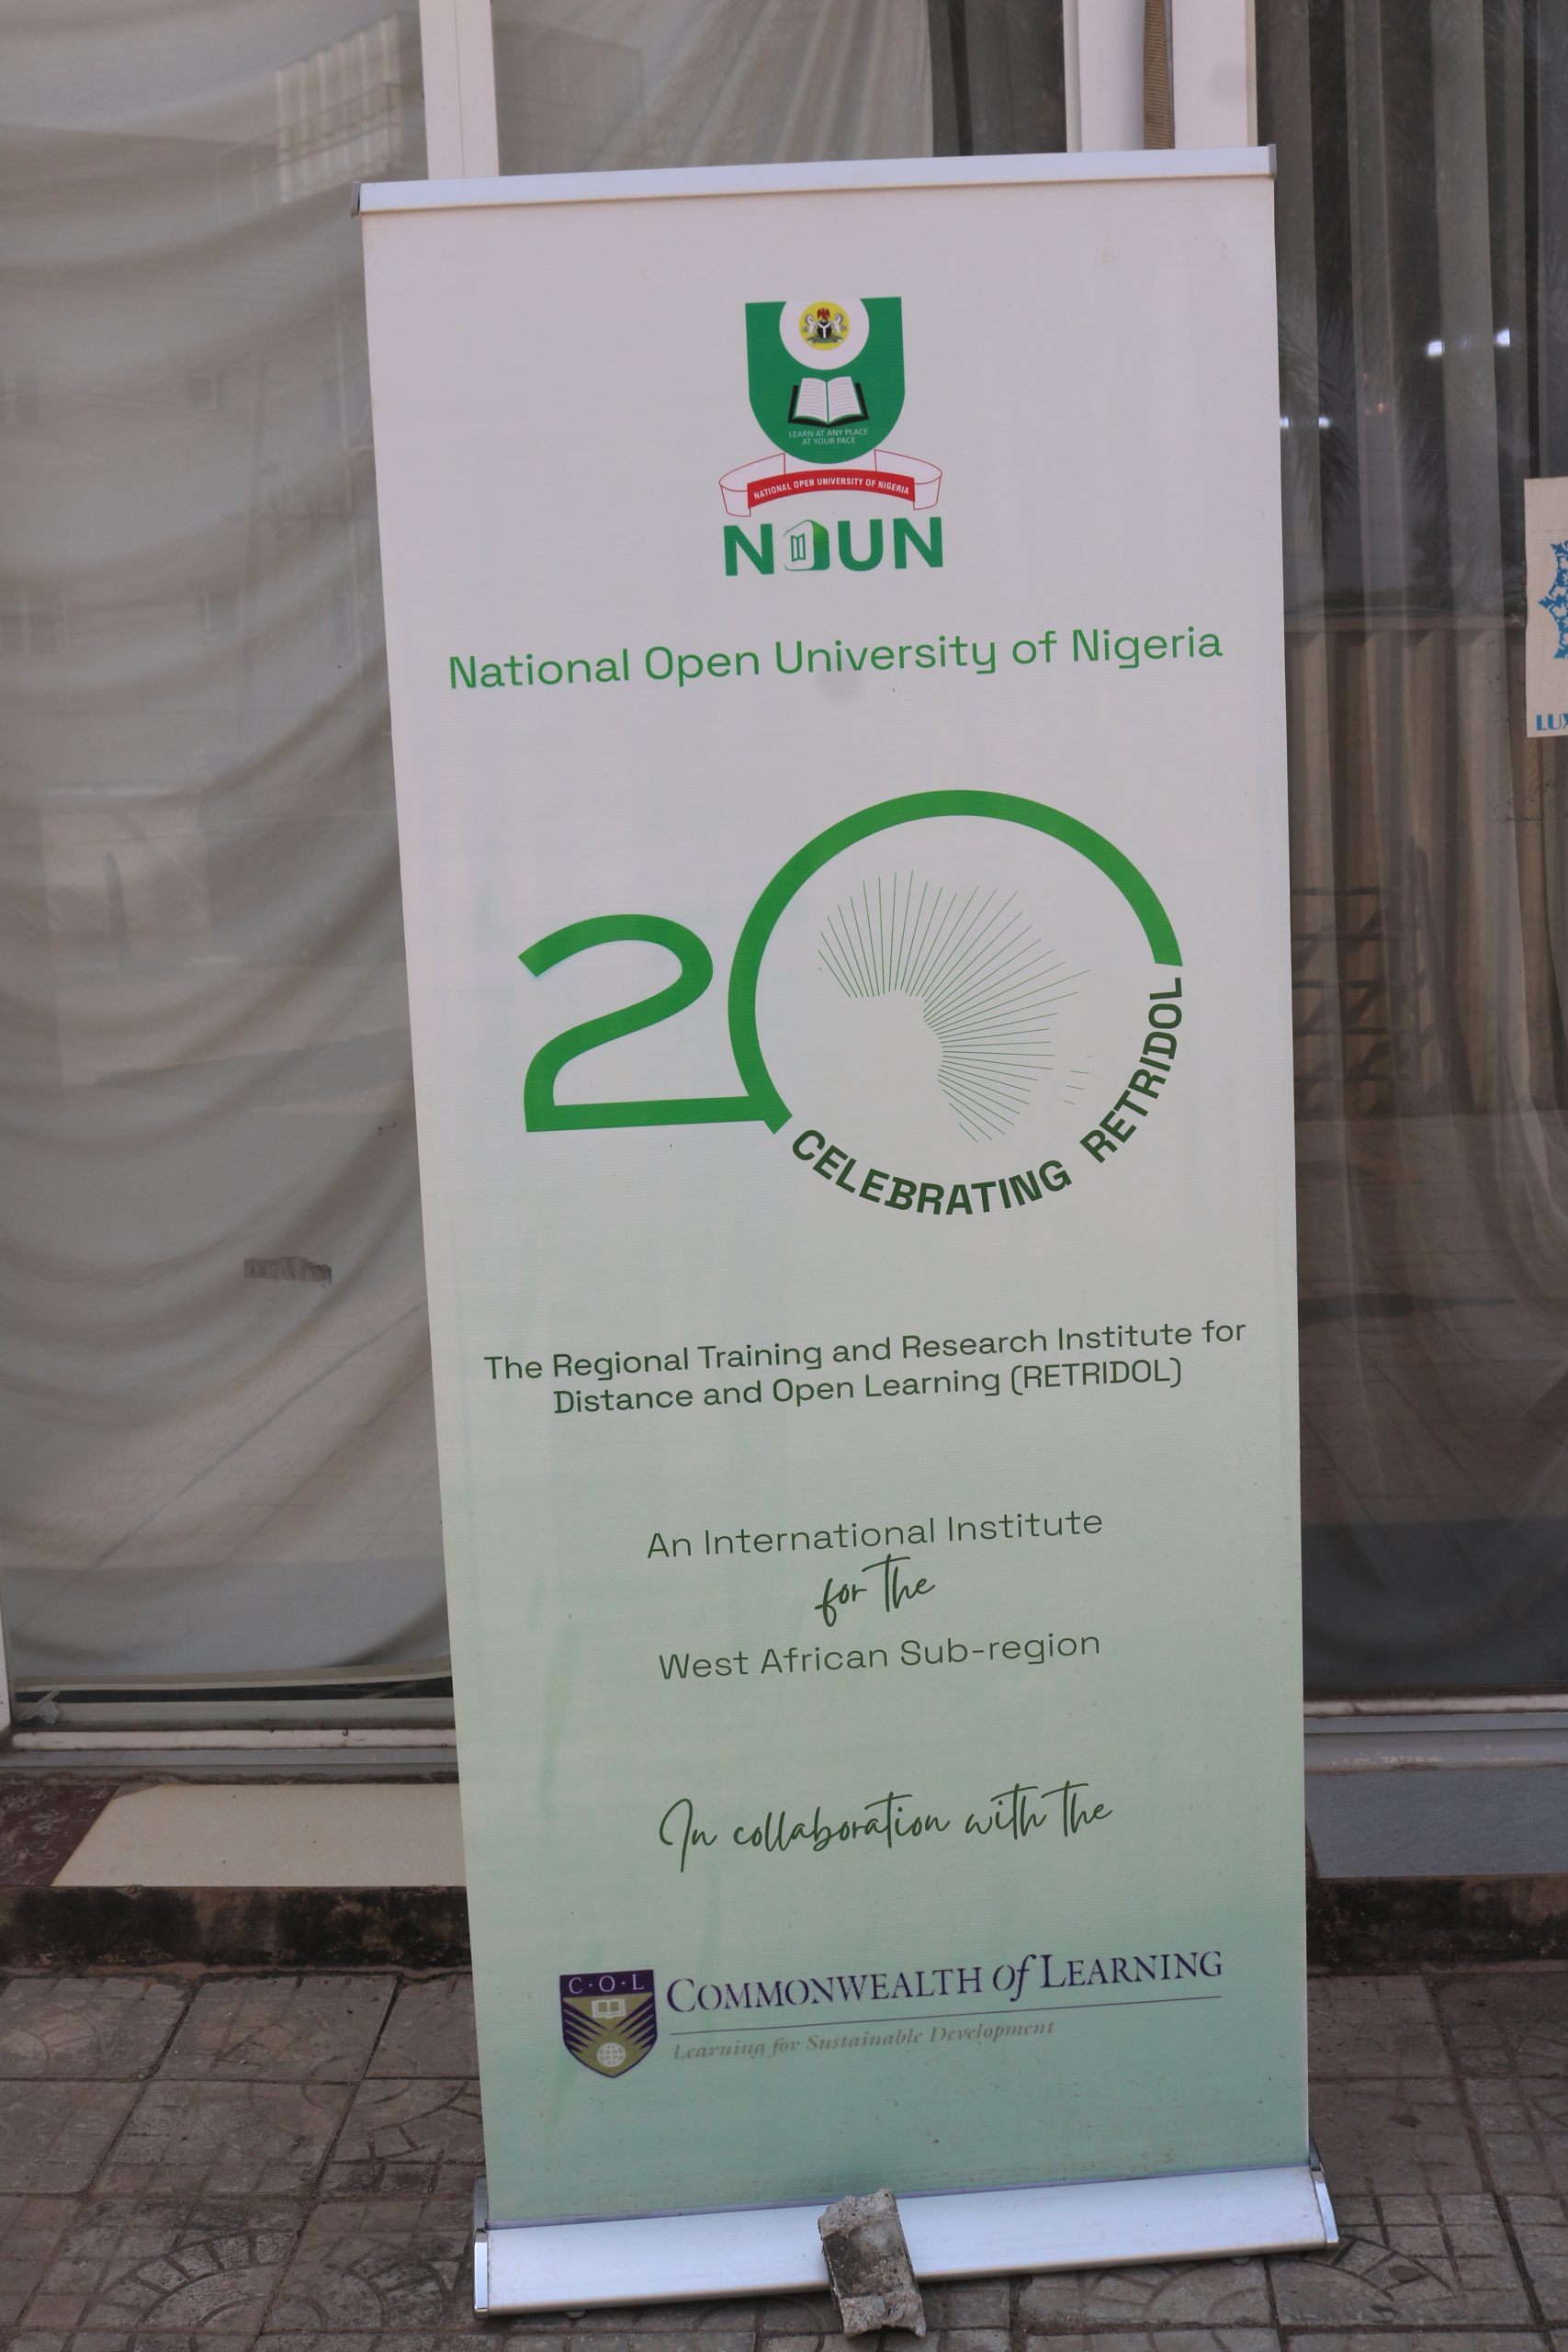 LEARN AT ANY PLACE
AT YOUR PACE
NATIONAL OPEN UNIVERSITY OF NIGERIA
NOUN
National Open University of Nigeria
20
CELEBRATING RETRIDOL
The Regional Training and Research Institute for
Distance and Open Learning (RETRIDOL)
An International Institute
for the
West African Sub-region
In collaboration with the
C·O·L
COMMONWEALTH of LEARNING
Learning for Sustainable Development